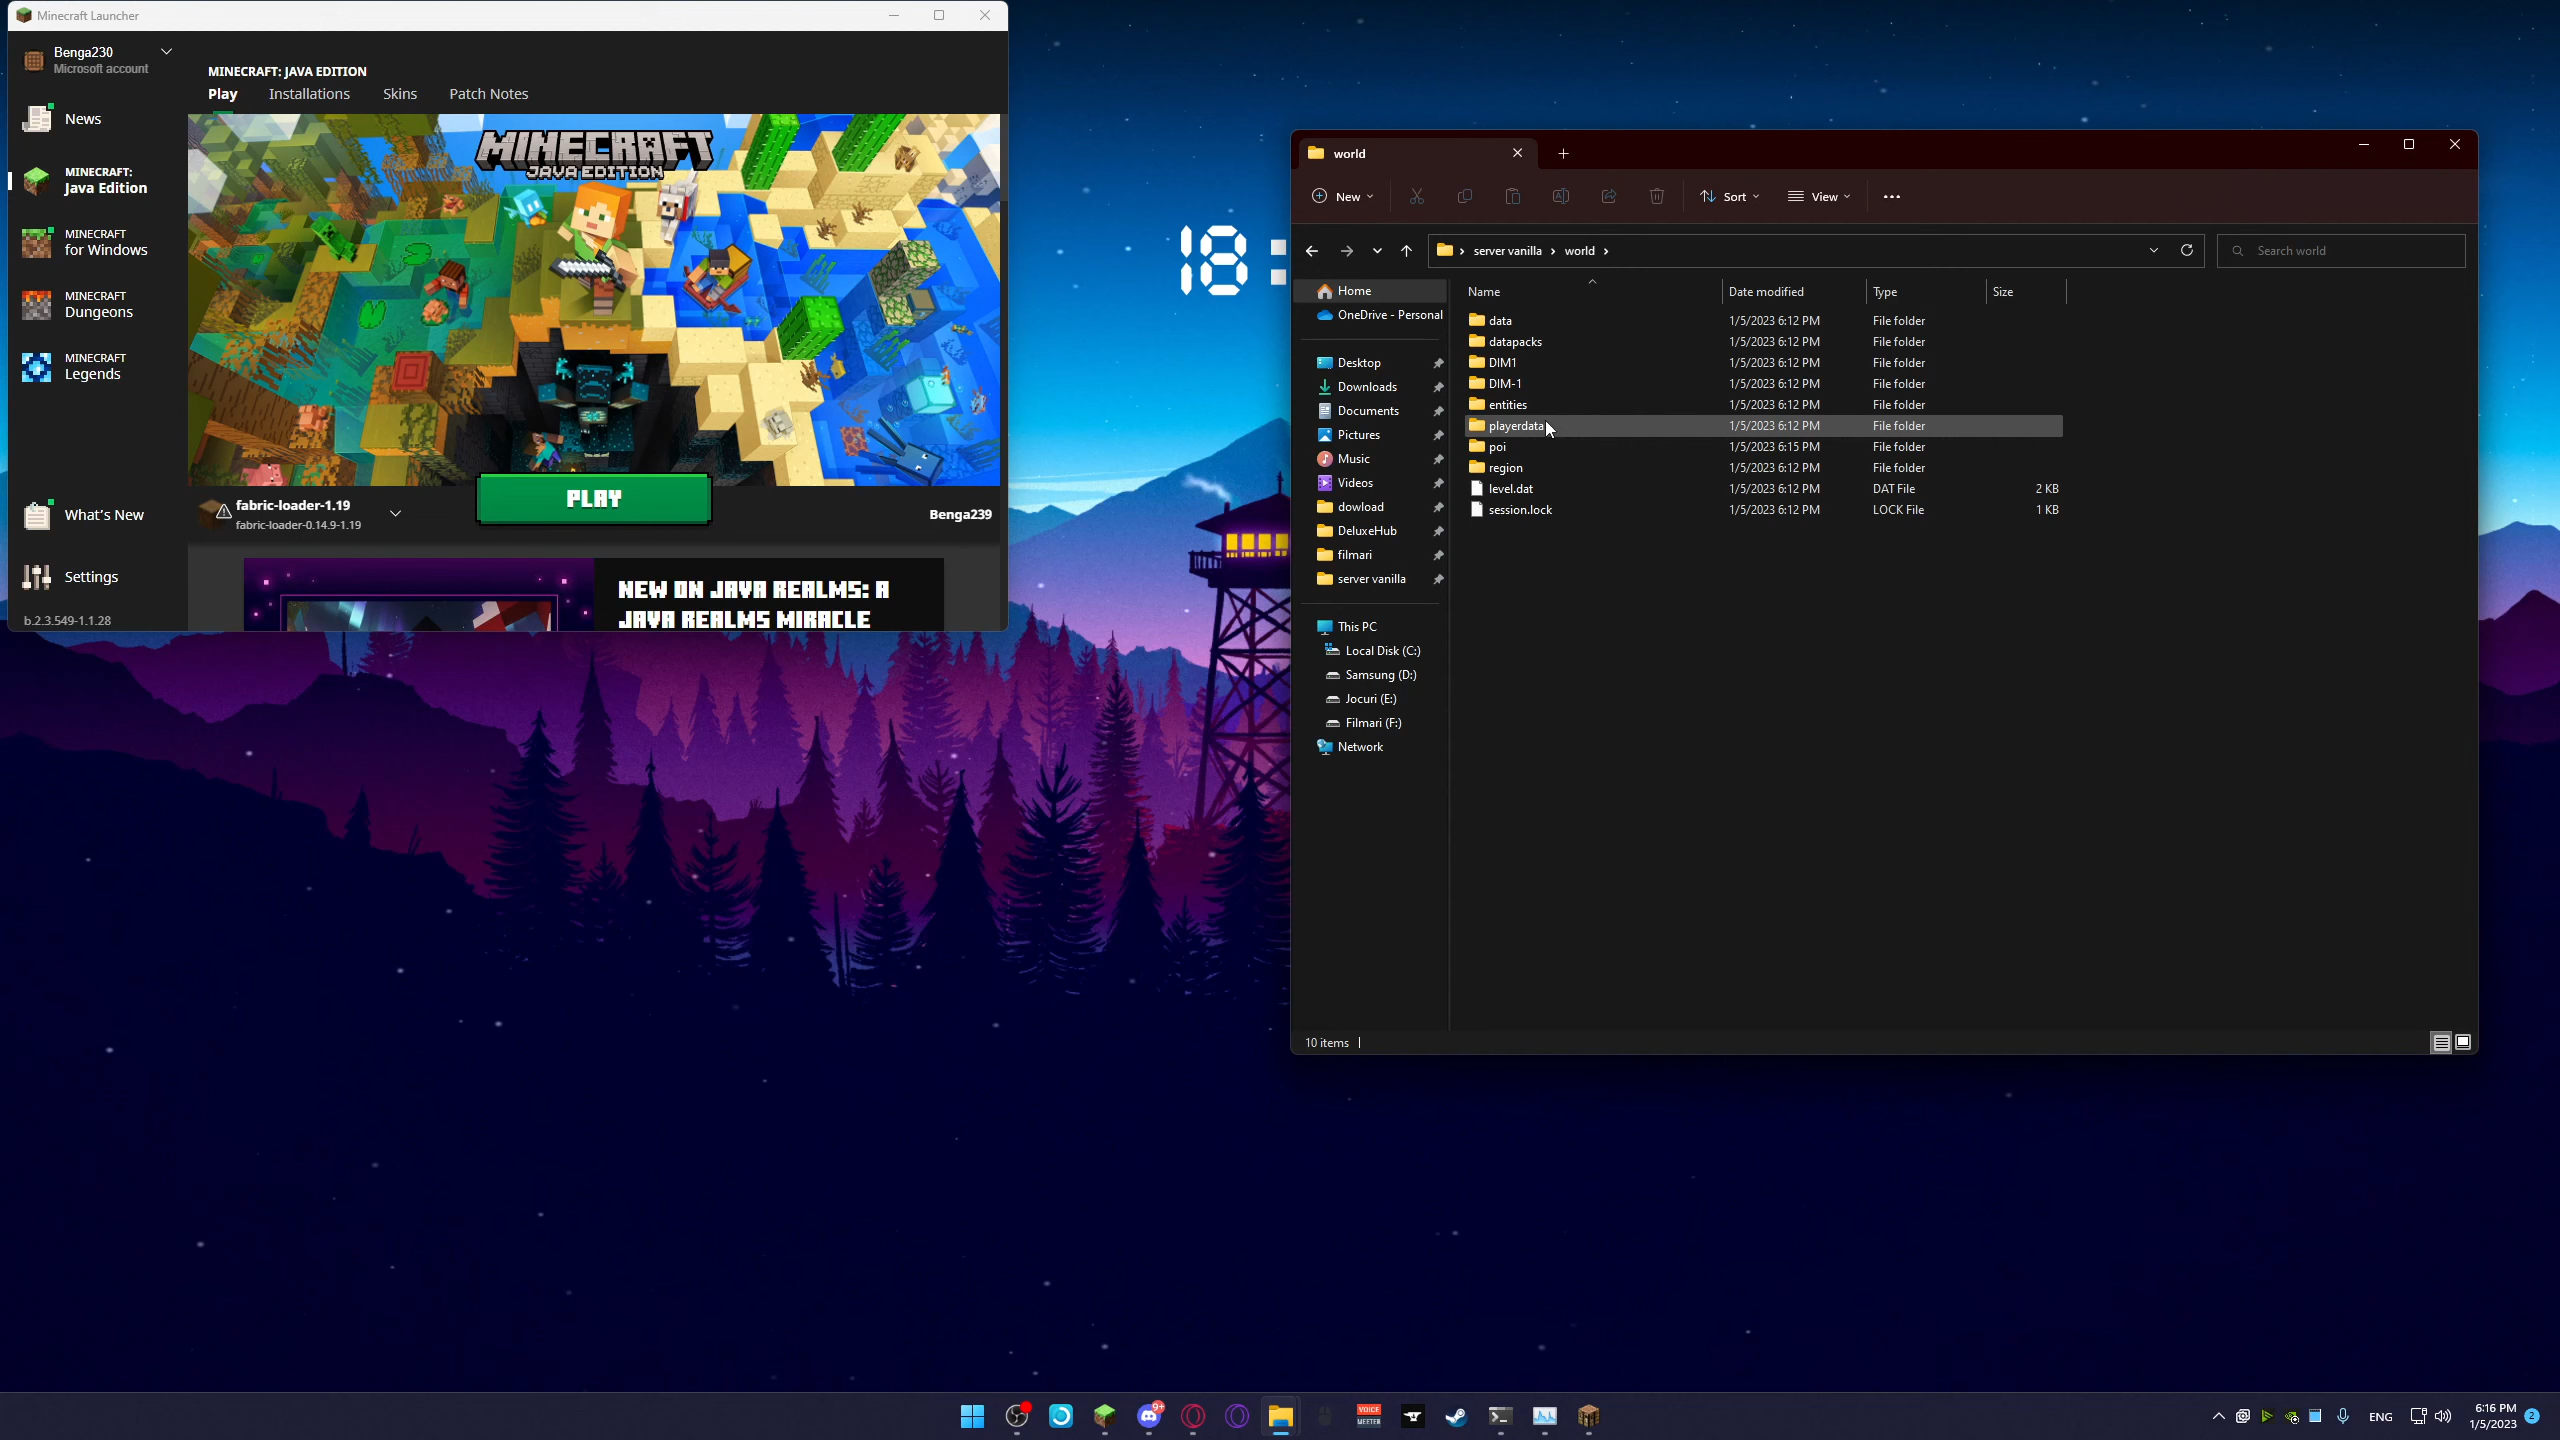 Minecraft Launcher
Benga230
Microsoft account
News
MINECRAFT:
Java Edition
MINECRAFT
for Windows
MINECRAFT
Dungeons
MINECRAFT
Legends
What's New
Settings
b.2.3.549-1.1.28
MINECRAFT: JAVA EDITION
Play Installations Skins Patch Notes
MINECRAFT
JAVA EDITION
fabric-loader-1.19
fabric-loader-0.14.9-1.19
PLAY
Benga239
NEW ON JAVA REALMS: A
JAVA REALMS MIRACLE
18:
world
New Sort View
server vanilla > world >
Search world
Home
OneDrive - Personal
Desktop
Downloads
Documents
Pictures
Music
Videos
dowload
DeluxeHub
filmari
server vanilla
This PC
Local Disk (C:)
Samsung (D:)
Jocuri (E:)
Filmari (F:)
Network
Name Date modified Type Size
data 1/5/2023 6:12 PM File folder
datapacks 1/5/2023 6:12 PM File folder
DIM1 1/5/2023 6:12 PM File folder
DIM-1 1/5/2023 6:12 PM File folder
entities 1/5/2023 6:12 PM File folder
playerdata 1/5/2023 6:12 PM File folder
poi 1/5/2023 6:15 PM File folder
region 1/5/2023 6:12 PM File folder
level.dat 1/5/2023 6:12 PM DAT File 2 KB
session.lock 1/5/2023 6:12 PM LOCK File 1 KB
10 items
9+
VOICE
MEETER
ENG
6:16 PM
1/5/2023
2